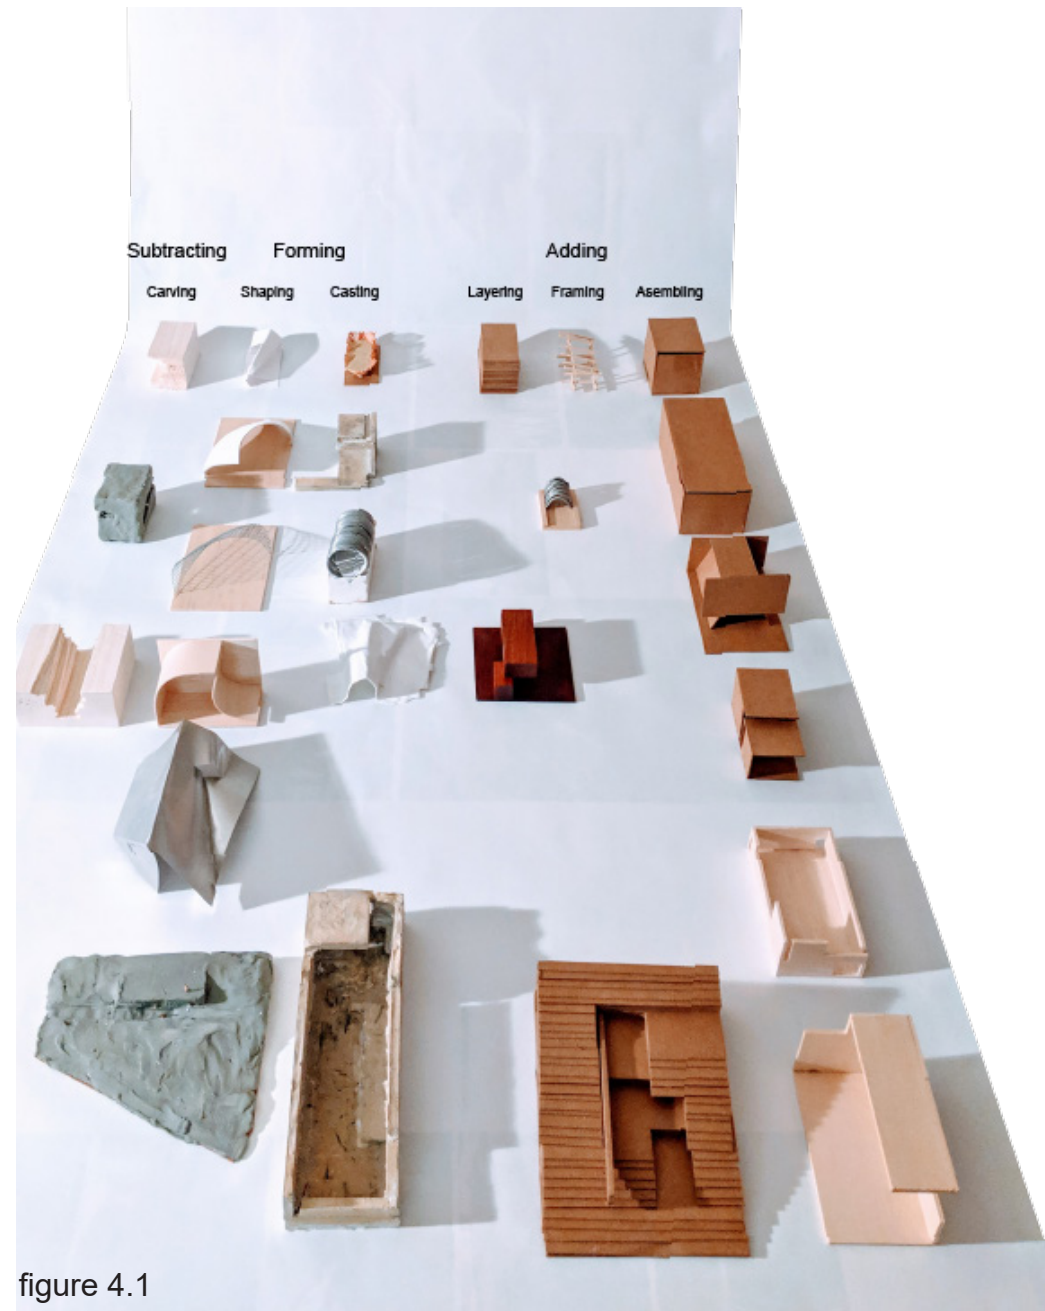 Subtracting Forming Adding
Carving Shaping Casting Layering Framing Asembling
figure 4.1